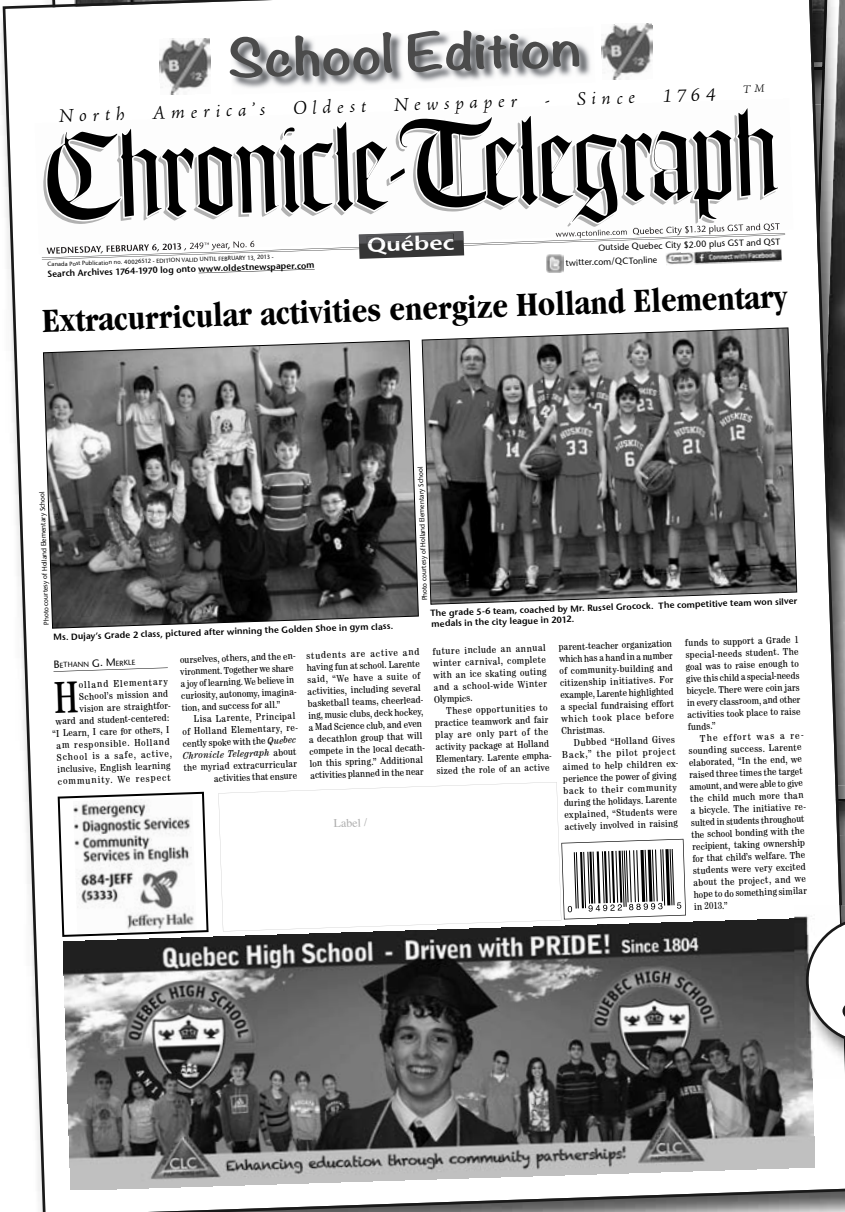 School Edition
B
12
B
12
North America's Oldest Newspaper - Since 1764 TM
Chronicle-Telegraph
WEDNESDAY, FEBRUARY 6, 2013 , 249TH year, No. 6
Canada Post Publication no. 40026512 - EDITION VALID UNTIL FEBRUARY 13, 2013 -
Search Archives 1764-1970 log onto www.oldestnewspaper.com
Québec
www.qctonline.com Quebec City $1.32 plus GST and QST
Outside Quebec City $2.00 plus GST and QST
twitter.com/QCTonline Log in f Connect with Facebook
Extracurricular activities energize Holland Elementary
Photo courtesy of Holland Elementary School
Ms. Dujay's Grade 2 class, pictured after winning the Golden Shoe in gym class.
Photo courtesy of Holland Elementary School
23
14
HUSKIES
33
HUSKIES
6
HUSKIES
21
HUSKIES
12
The grade 5-6 team, coached by Mr. Russel Grocock. The competitive team won silver
medals in the city league in 2012.
BETHANN G. MERKLE
Holland Elementary
School's mission and
vision are straightfor-
ward and student-centered:
"I Learn, I care for others, I
am responsible. Holland
School is a safe, active,
inclusive, English learning
community. We respect
ourselves, others, and the en-
vironment. Together we share
a joy of learning. We believe in
curiosity, autonomy, imagina-
tion, and success for all."
Lisa Larente, Principal
of Holland Elementary, re-
cently spoke with the Quebec
Chronicle Telegraph about
the myriad extracurricular
activities that ensure
students are active and
having fun at school. Larente
said, "We have a suite of
activities, including several
basketball teams, cheerlead-
ing, music clubs, deck hockey,
a Mad Science club, and even
a decathlon group that will
compete in the local decath-
lon this spring." Additional
activities planned in the near
future include an annual
winter carnival, complete
with an ice skating outing
and a school-wide Winter
Olympics.
These opportunities to
practice teamwork and fair
play are only part of the
activity package at Holland
Elementary. Larente empha-
sized the role of an active
parent-teacher organization
which has a hand in a number
of community-building and
citizenship initiatives. For
example, Larente highlighted
a special fundraising effort
which took place before
Christmas.
Dubbed "Holland Gives
Back," the pilot project
aimed to help children ex-
perience the power of giving
back to their community
during the holidays. Larente
explained, "Students were
actively involved in raising
funds to support a Grade 1
special-needs student. The
goal was to raise enough to
give this child a special-needs
bicycle. There were coin jars
in every classroom, and other
activities took place to raise
funds."
The effort was a re-
sounding success. Larente
elaborated, "In the end, we
raised three times the target
amount, and were able to give
the child much more than
a bicycle. The initiative re-
sulted in students throughout
the school bonding with the
recipient, taking ownership
for that child's welfare. The
students were very excited
about the project, and we
hope to do something similar
in 2013."
• Emergency
• Diagnostic Services
• Community
Services in English
684-JEFF
(5333)
Jeffery Hale
Label /
0 94922 88993 5
Quebec High School - Driven with PRIDE! Since 1804
QUEBEC HIGH SCHOOL
QUEBEC HIGH SCHOOL
CLC
Enhancing education through community partnerships!
CLC